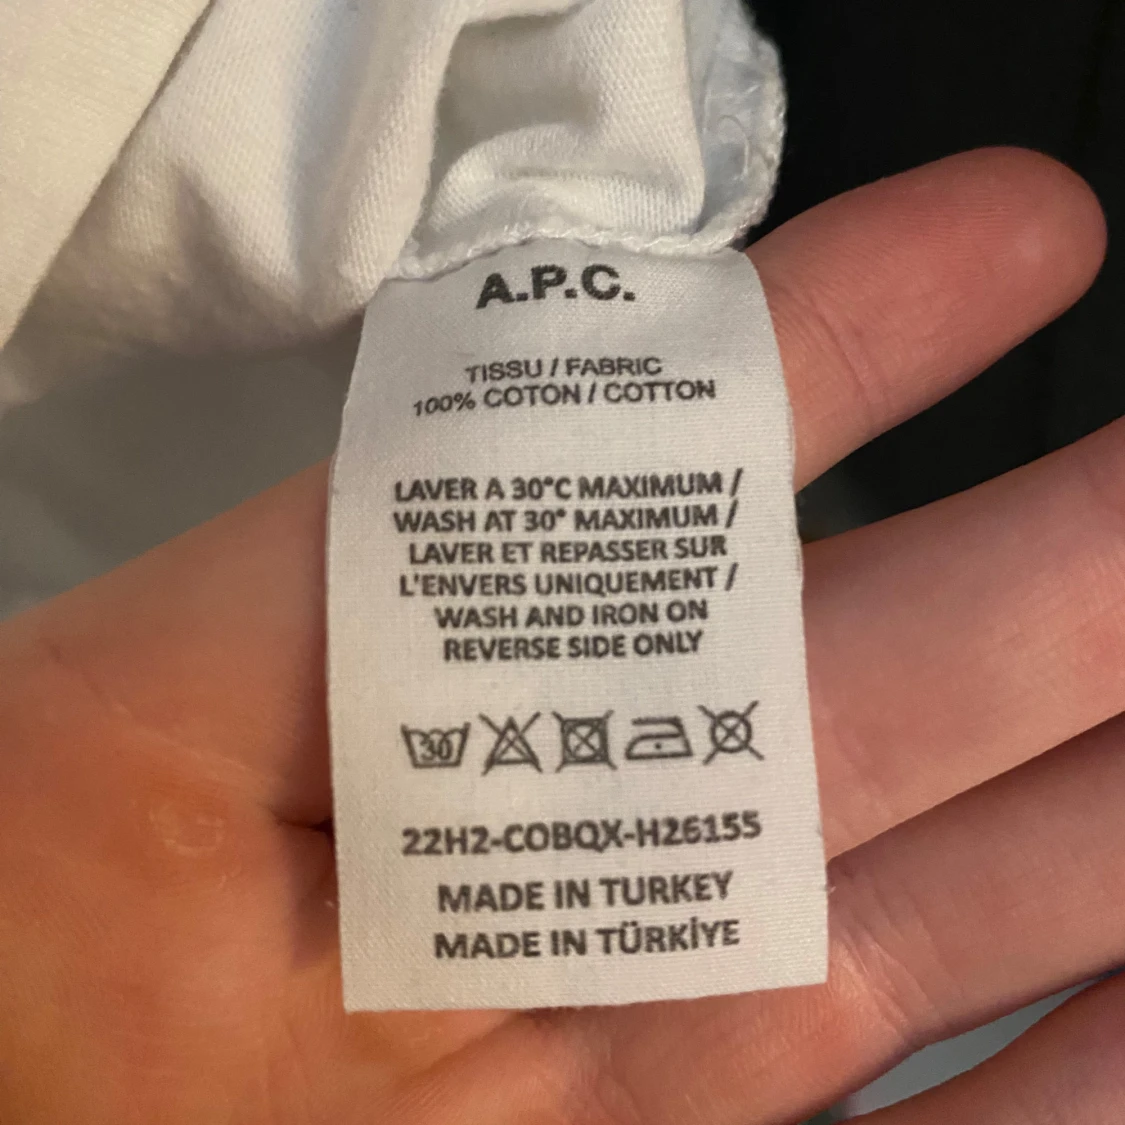 A.P.C.
TISSU / FABRIC
100% COTON / COTTON
LAVER A 30°C MAXIMUM /
WASH AT 30° MAXIMUM /
LAVER ET REPASSER SUR
L'ENVERS UNIQUEMENT /
WASH AND IRON ON
REVERSE SIDE ONLY
30
22H2-COBQX-H26155
MADE IN TURKEY
MADE IN TÜRKİYE